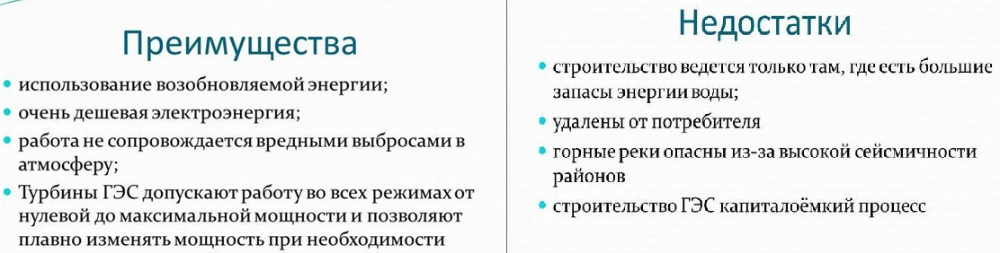 Преимущества
использование возобновляемой энергии;
очень дешевая электроэнергия;
работа не сопровождается вредными выбросами в
атмосферу;
Турбины ГЭС допускают работу во всех режимах от
нулевой до максимальной мощности и позволяют
плавно изменять мощность при необходимости
Недостатки
строительство ведется только там, где есть большие
запасы энергии воды;
удалены от потребителя
горные реки опасны из-за высокой сейсмичности
районов
строительство ГЭС капиталоёмкий процесс